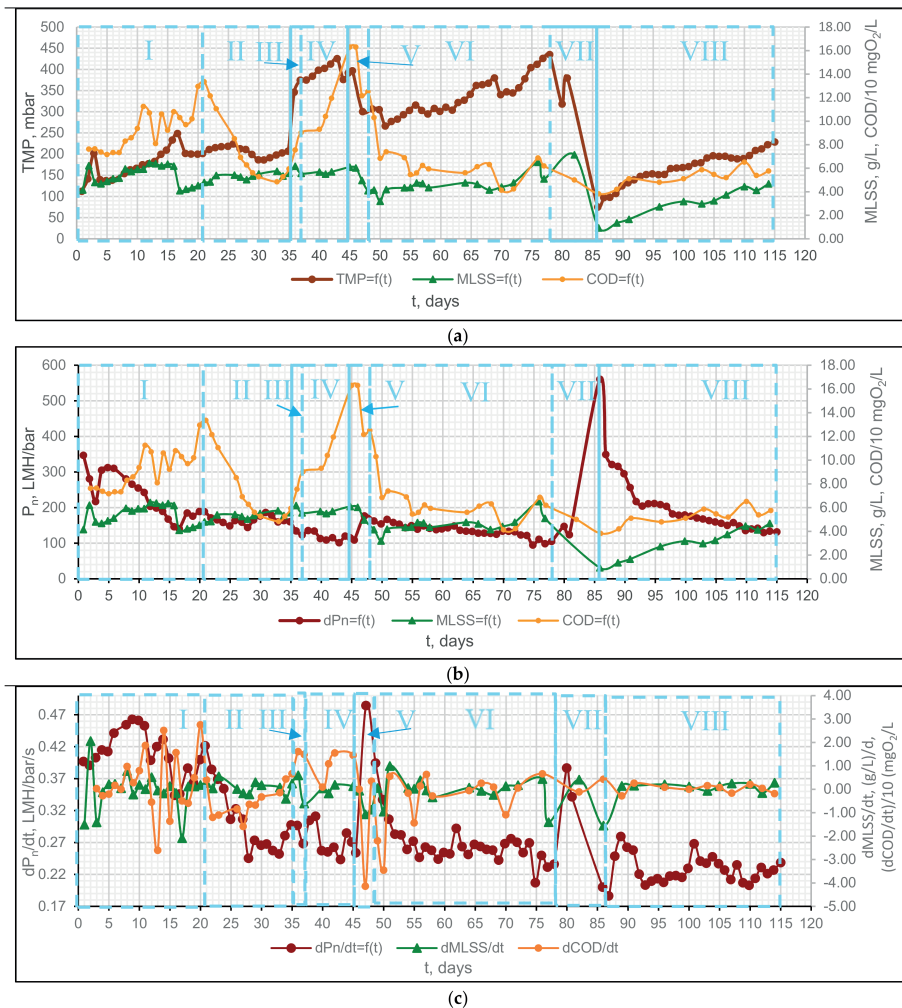 500
450
400
350
300
250
200
150
100
50
0
TMP, mbar
18.00
16.00
14.00
12.00
10.00
8.00
6.00
4.00
2.00
0.00
MLSS, g/L, COD/10 mgO₂/L
I
II
III
IV
V
VI
VII
VIII
0 5 10 15 20 25 30 35 40 45 50 55 60 65 70 75 80 85 90 95 100 105 110 115 120
TMP=f(t) MLSS=f(t) COD=f(t)
t, days
(a)
600
500
400
300
200
100
0
Pn, LMH/bar
18.00
16.00
14.00
12.00
10.00
8.00
6.00
4.00
2.00
0.00
MLSS, g/L, COD/10 mgO₂/L
I
II
III
IV
V
VI
VII
VIII
0 5 10 15 20 25 30 35 40 45 50 55 60 65 70 75 80 85 90 95 100 105 110 115 120
dPn=f(t) MLSS=f(t) COD=f(t)
t, days
(b)
0.47
0.42
0.37
0.32
0.27
0.22
0.17
dPn/dt, LMH/bar/s
4.00
3.00
2.00
1.00
0.00
-1.00
-2.00
-3.00
-4.00
-5.00
dMLSS/dt,(g/L)/d,
(dCOD/dt)/10 (mgO₂/L
I
II
III
IV
V
VI
VII
VIII
0 5 10 15 20 25 30 35 40 45 50 55 60 65 70 75 80 85 90 95 100 105 110 115 120
dPn/dt=f(t) dMLSS/dt dCOD/dt
t, days
(c)